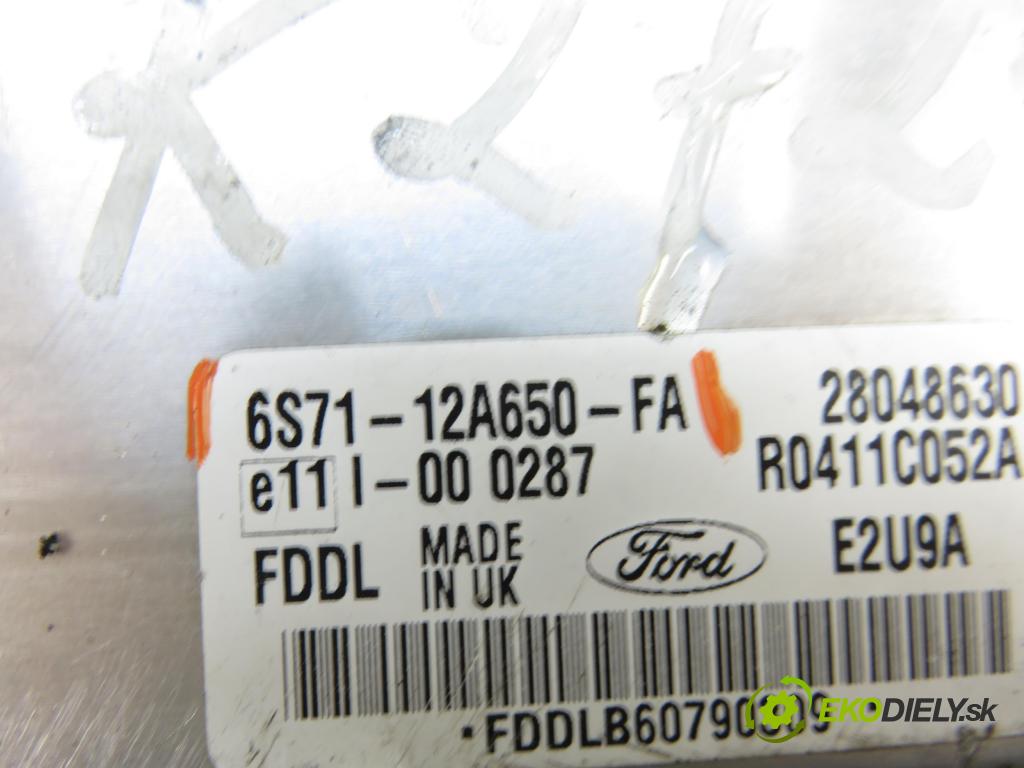 6S71-12A650-FA 28048630
e11 I-00 0287 R0411C052A
FDDL MADE IN UK Ford E2U9A
EKODIELY.sk